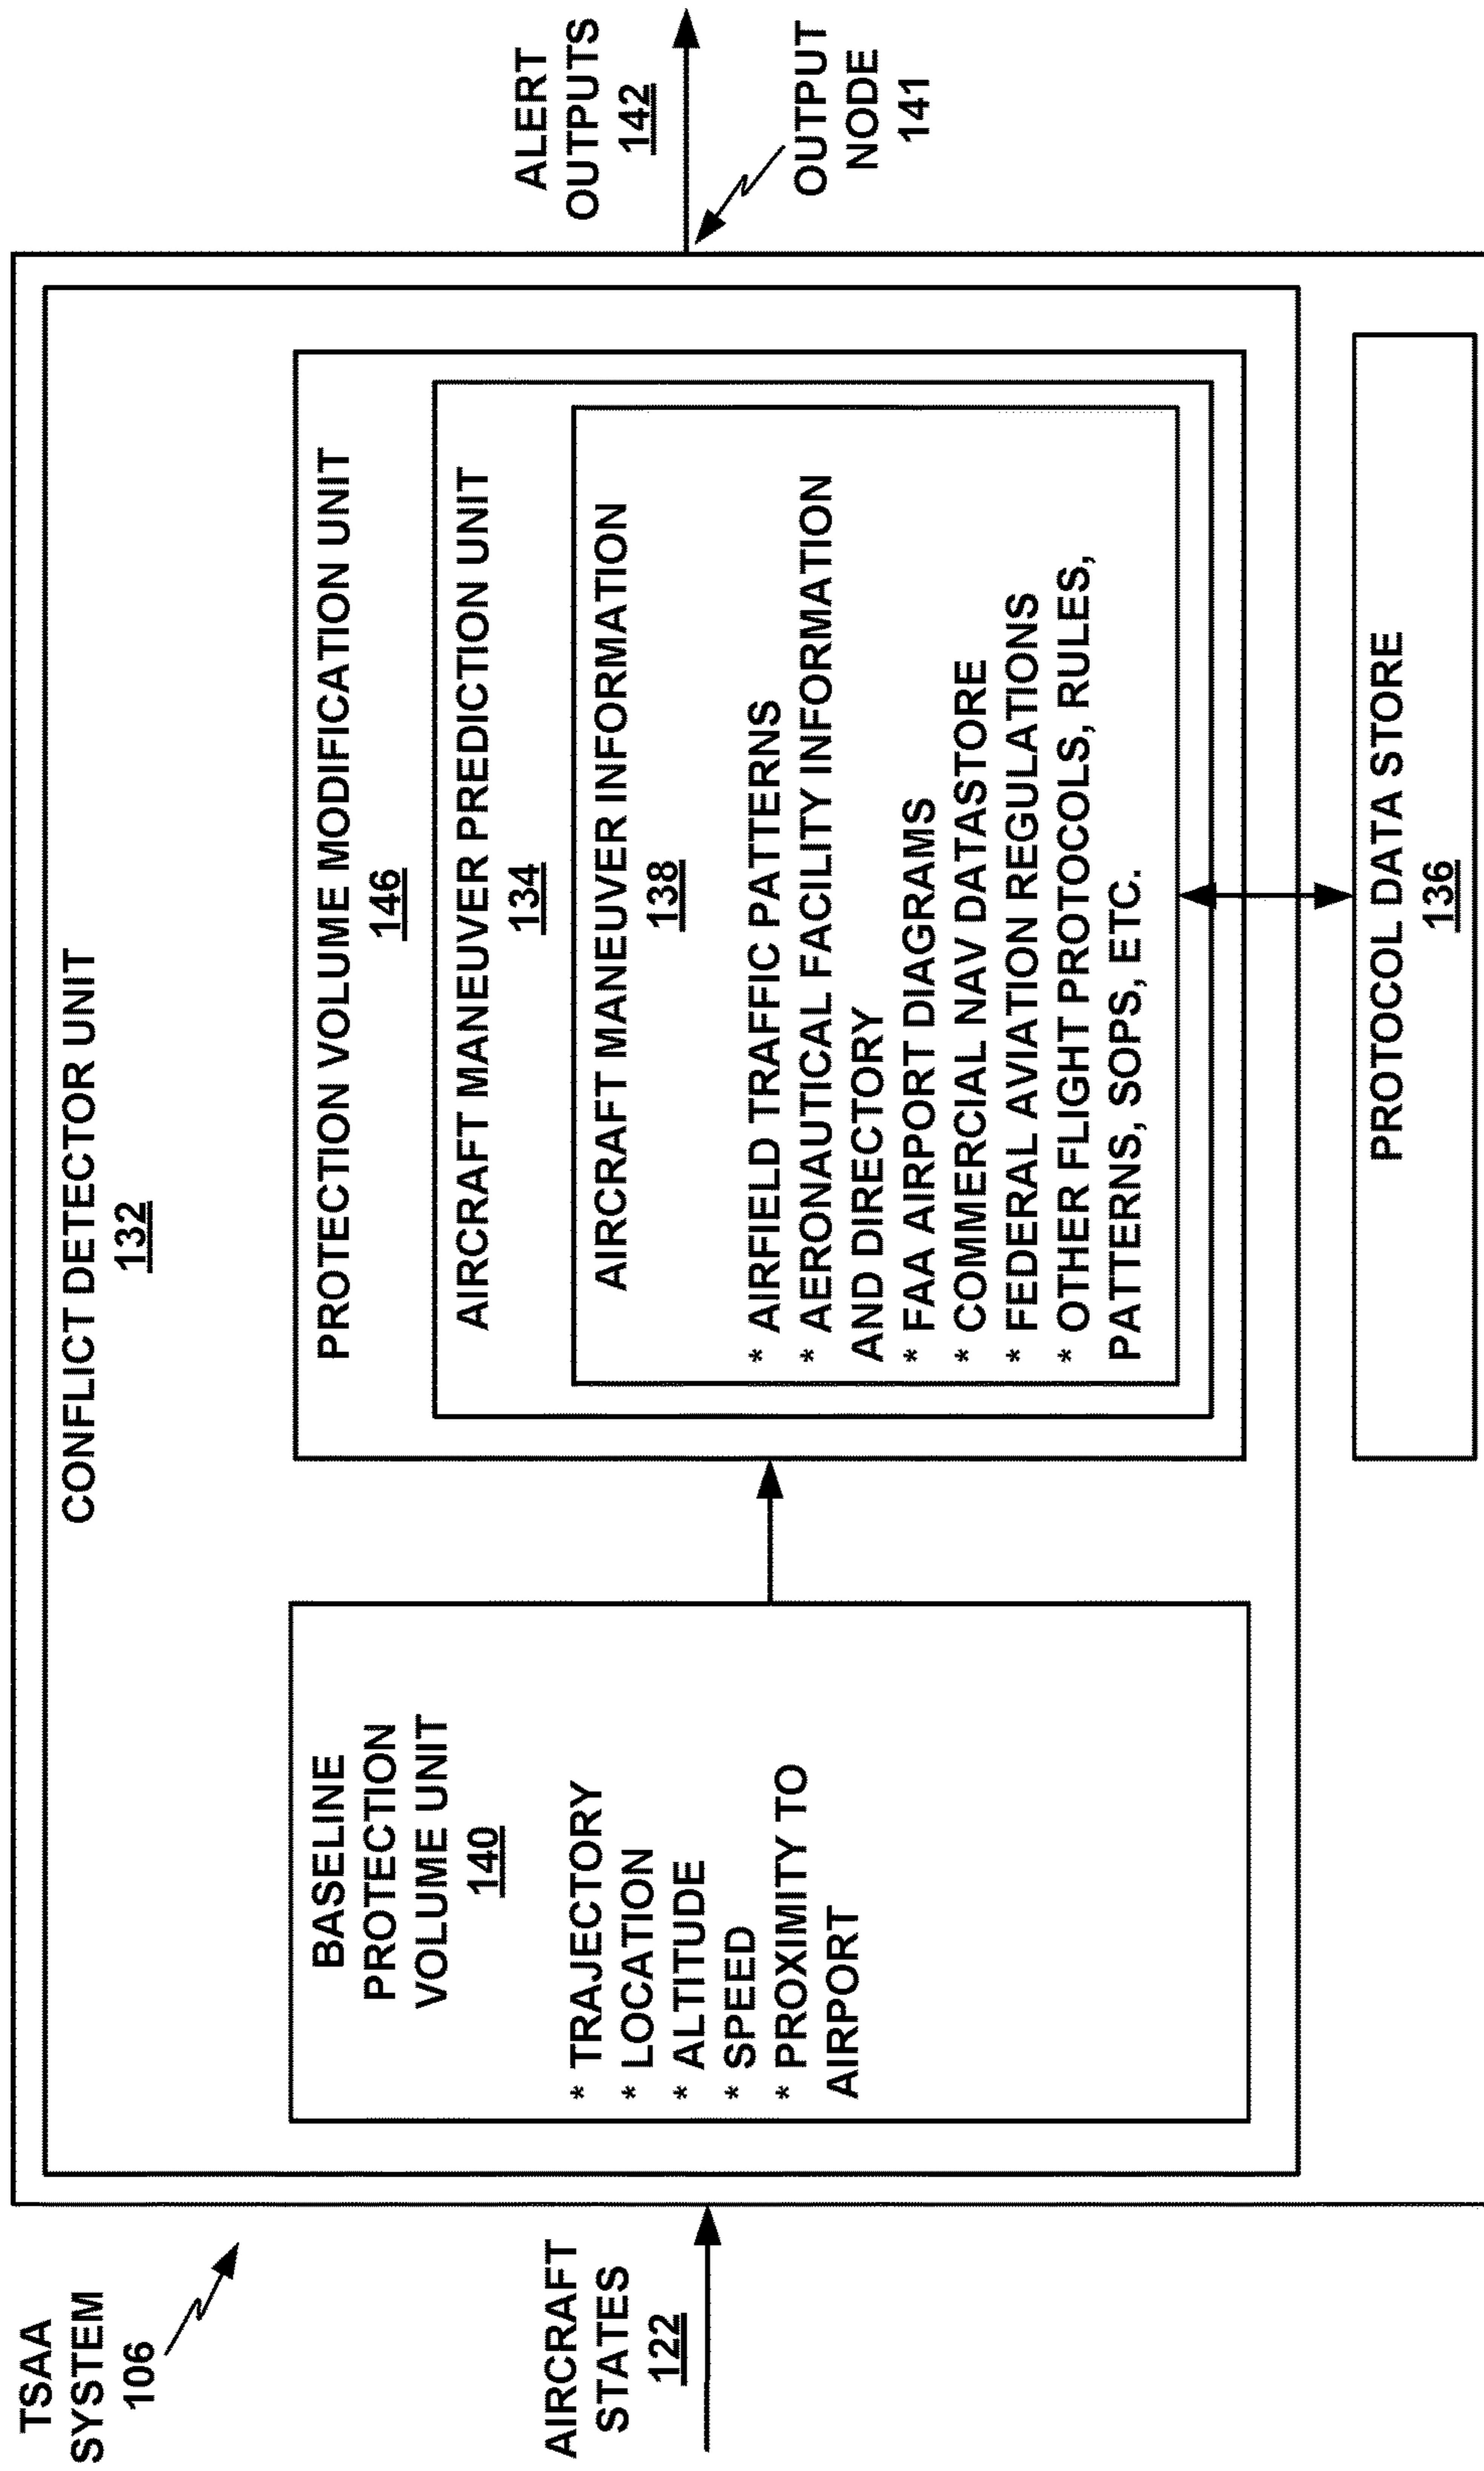 TSAA
SYSTEM
106
AIRCRAFT
STATES
122
CONFLICT DETECTOR UNIT
132
BASELINE
PROTECTION
VOLUME UNIT
140
* TRAJECTORY
* LOCATION
* ALTITUDE
* SPEED
* PROXIMITY TO
AIRPORT
PROTECTION VOLUME MODIFICATION UNIT
146
AIRCRAFT MANEUVER PREDICTION UNIT
134
AIRCRAFT MANEUVER INFORMATION
138
* AIRFIELD TRAFFIC PATTERNS
* AERONAUTICAL FACILITY INFORMATION
AND DIRECTORY
* FAA AIRPORT DIAGRAMS
* COMMERCIAL NAV DATASTORE
* FEDERAL AVIATION REGULATIONS
* OTHER FLIGHT PROTOCOLS, RULES,
PATTERNS, SOPS, ETC.
PROTOCOL DATA STORE
136
ALERT
OUTPUTS
142
OUTPUT
NODE
141